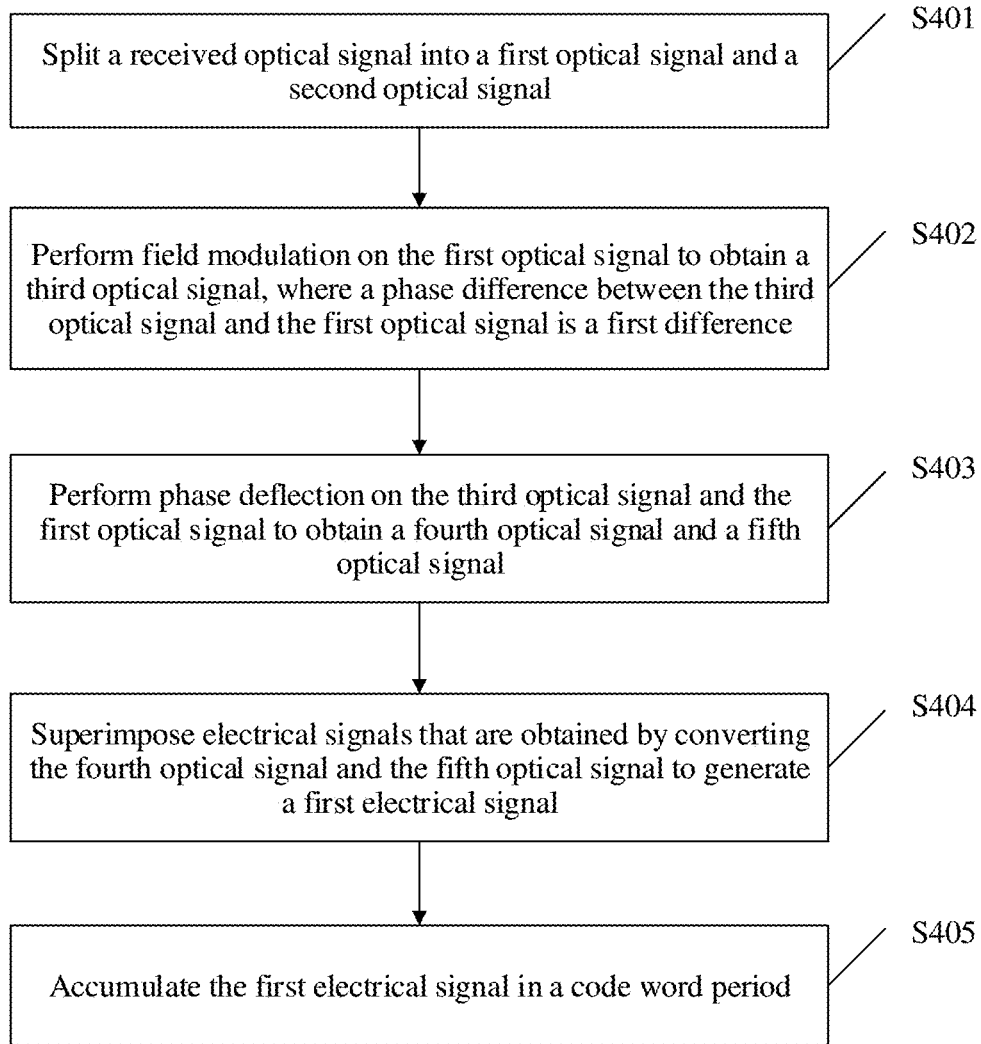 S401
Split a received optical signal into a first optical signal and a
second optical signal
S402
Perform field modulation on the first optical signal to obtain a
third optical signal, where a phase difference between the third
optical signal and the first optical signal is a first difference
S403
Perform phase deflection on the third optical signal and the
first optical signal to obtain a fourth optical signal and a fifth
optical signal
S404
Superimpose electrical signals that are obtained by converting
the fourth optical signal and the fifth optical signal to generate
a first electrical signal
S405
Accumulate the first electrical signal in a code word period